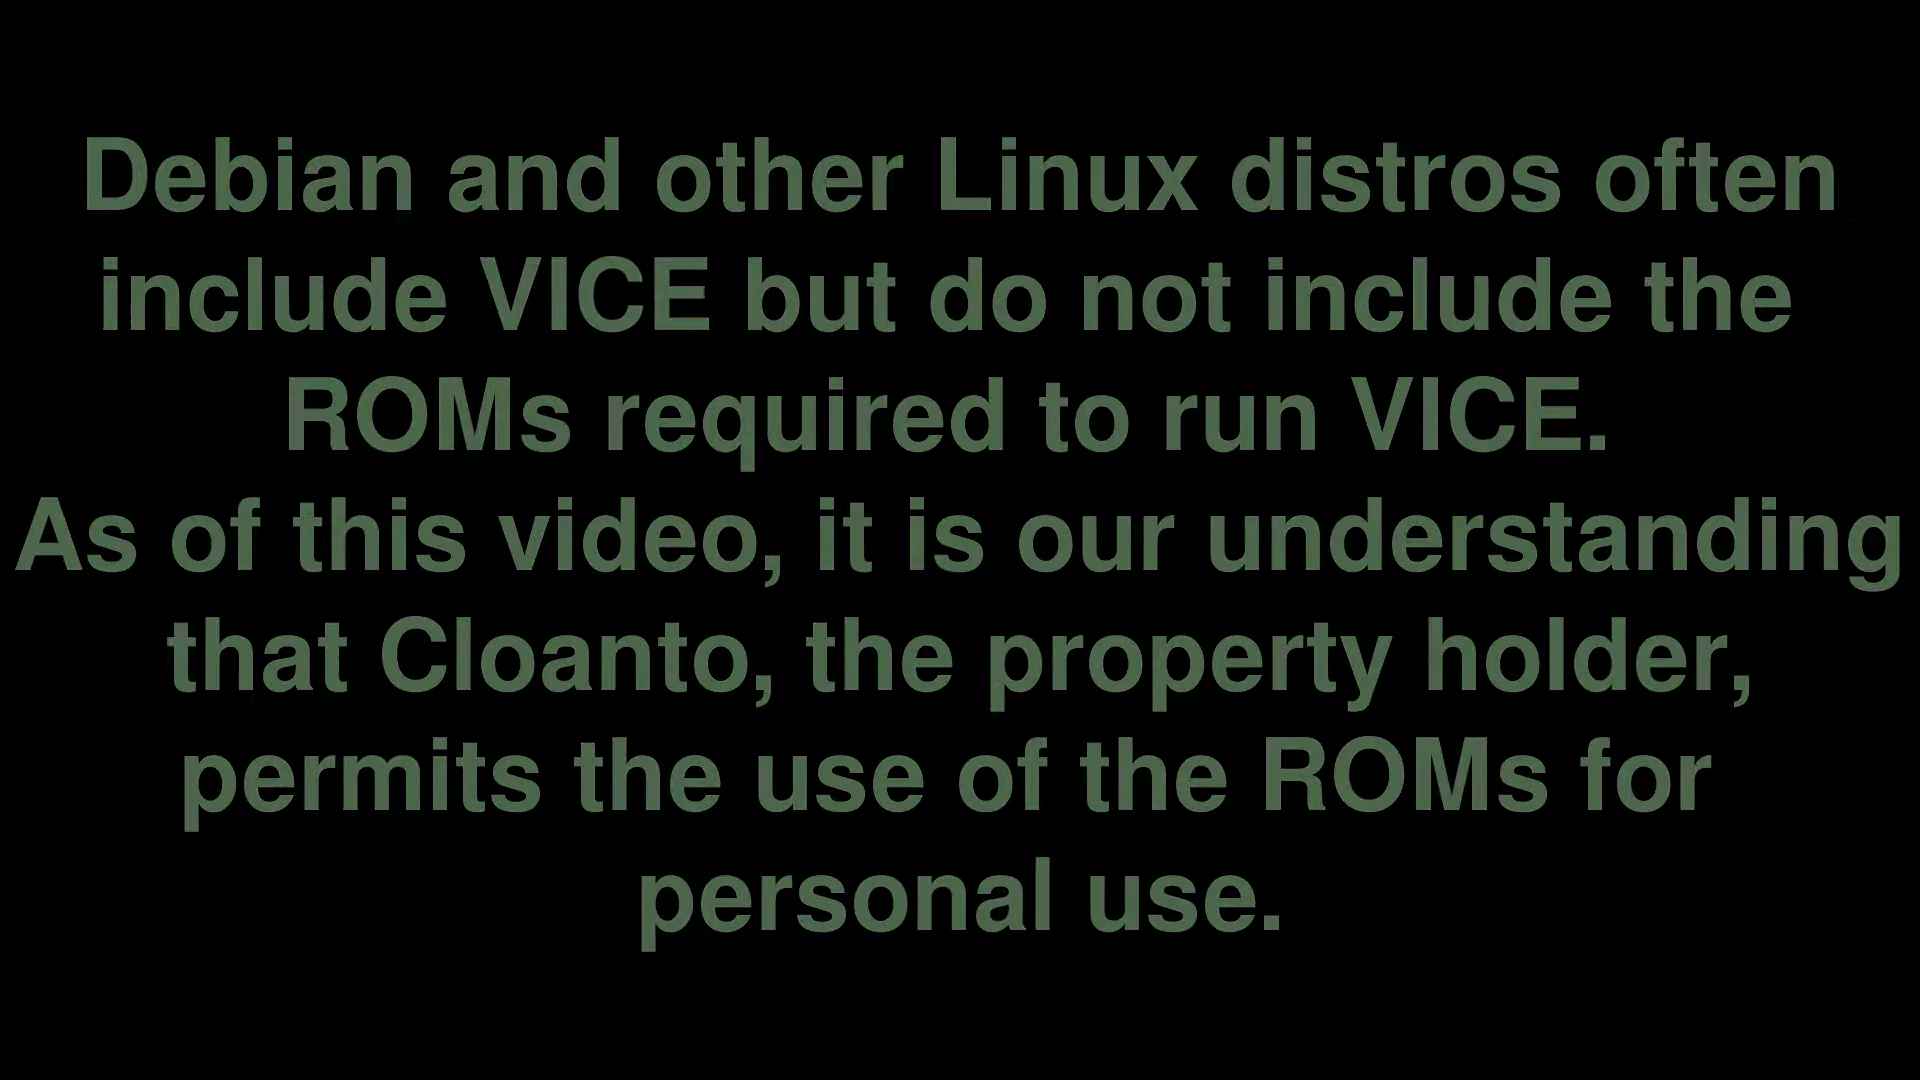 Debian and other Linux distros often
include VICE but do not include the
ROMs required to run VICE.
As of this video, it is our understanding
that Cloanto, the property holder,
permits the use of the ROMs for
personal use.